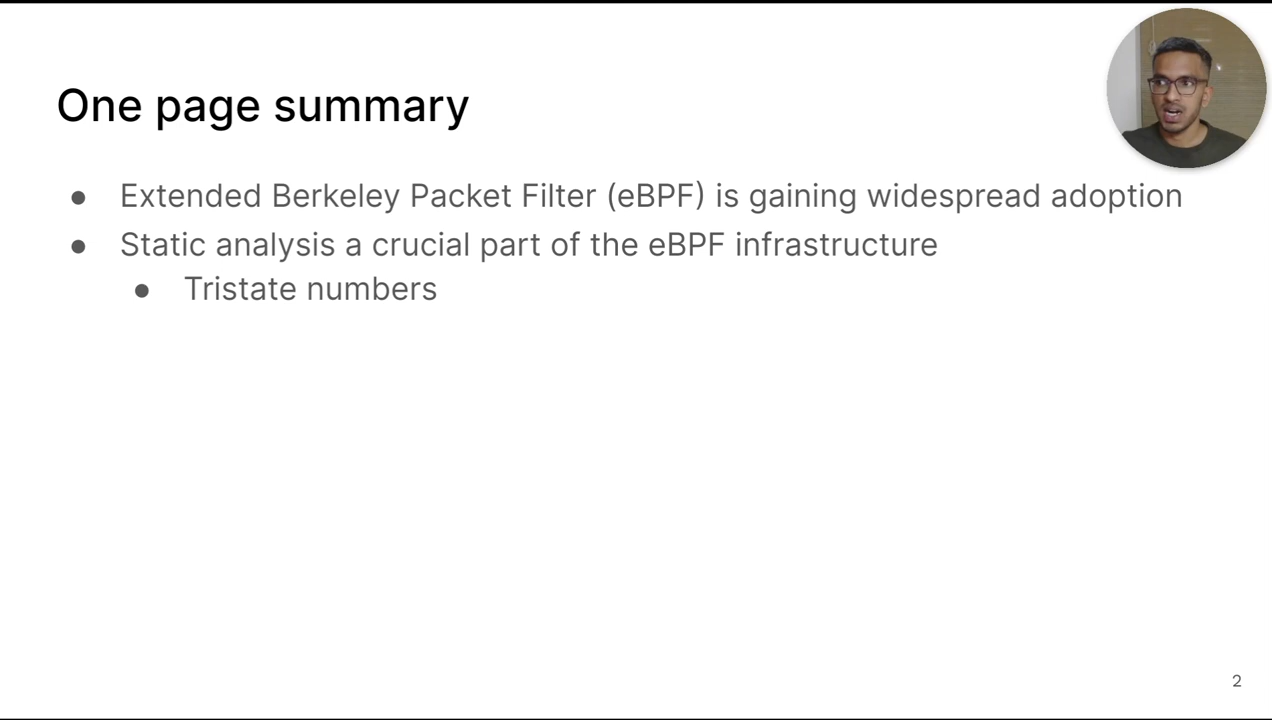 One page summary
● Extended Berkeley Packet Filter (eBPF) is gaining widespread adoption
● Static analysis a crucial part of the eBPF infrastructure
● Tristate numbers
2